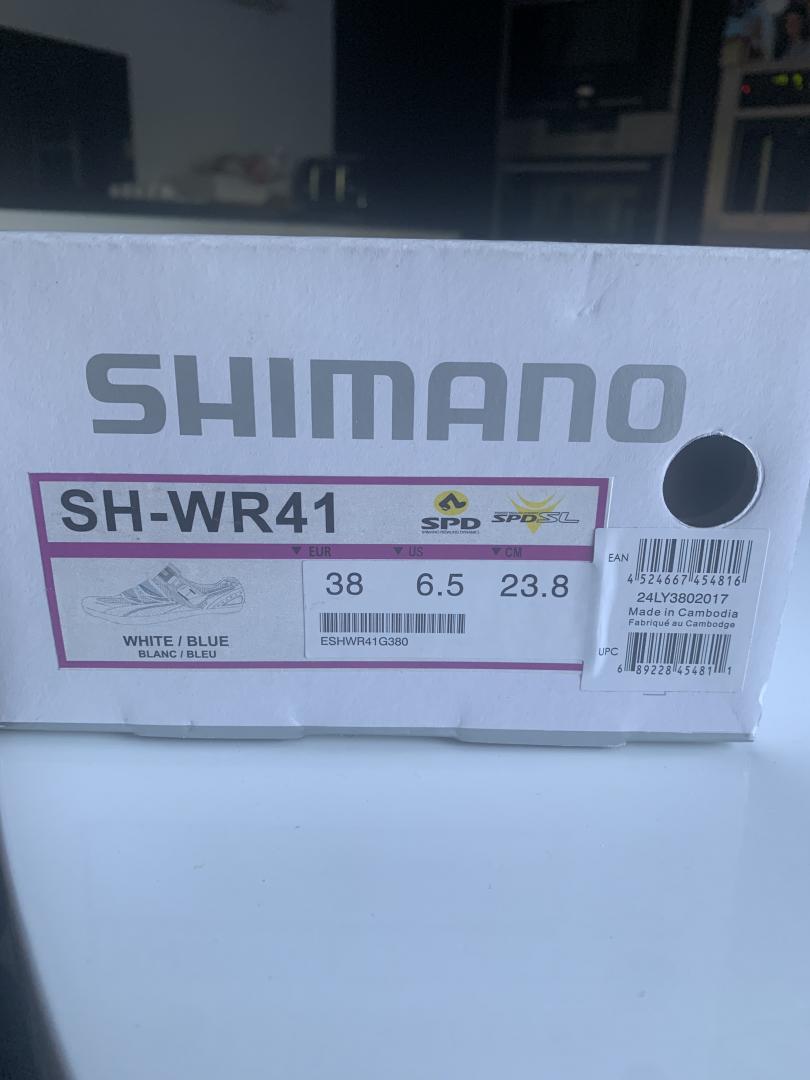 SHIMANO
SH-WR41
SPD
SPD-SL
▼ EUR ▼ US ▼ CM
38 6.5 23.8
ESHWR41G380
WHITE / BLUE
BLANC / BLEU
EAN
4 524667 454816
24LY3802017
Made in Cambodia
Fabriqué au Cambodge
UPC
6 89228 45481 1